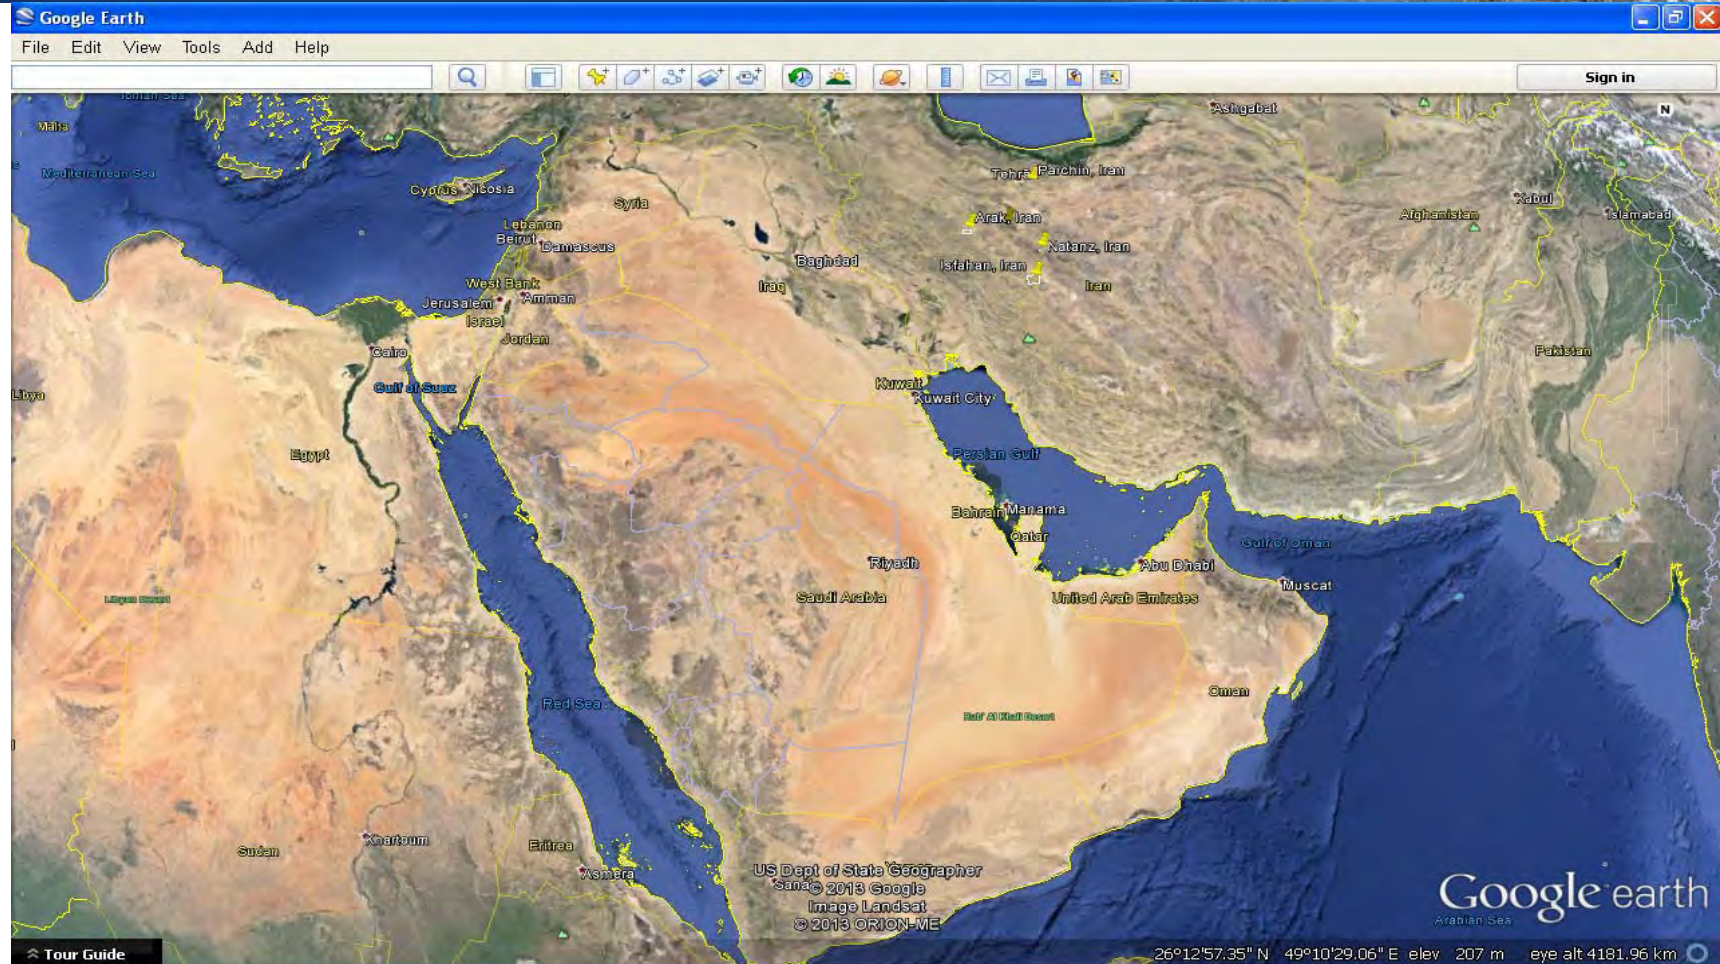 Google Earth
File Edit View Tools Add Help
Sign in
Ionian Sea
Malta
Ashgabat
N
Mediterranean Sea
Parchin, Iran
Cyprus Nicosia
Syria
Kabul
Arak, Iran
Afghanistan
Islamabad
Lebanon
Beirut
Damascus
Natanz, Iran
Baghdad
Isfahan, Iran
West Bank
Iraq
Iran
Jerusalem
Amman
Israel
Jordan
Cairo
Pakistan
Gulf of Suez
Kuwait
Libya
Kuwait City
Egypt
Persian Gulf
Bahrain
Manama
Qatar
Gulf of Oman
Riyadh
Abu Dhabi
Muscat
Libyan Desert
Saudi Arabia
United Arab Emirates
Oman
Red Sea
Rub' Al Khali Desert
Khartoum
Sudan
Eritrea
Asmera
US Dept of State Geographer
© 2013 Google
Image Landsat
© 2013 ORION-ME
Google earth
Arabian Sea
Tour Guide
26°12'57.35" N 49°10'29.06" E elev 207 m eye alt 4181.96 km